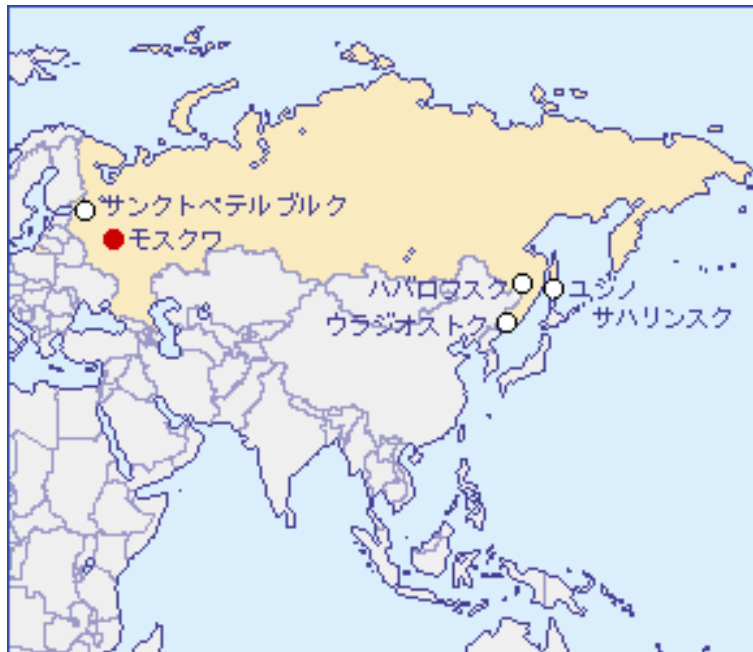 サンクトペテルブルク
モスクワ
ハバロウスク
ユジノ
サハリンスク
ウラジオストク